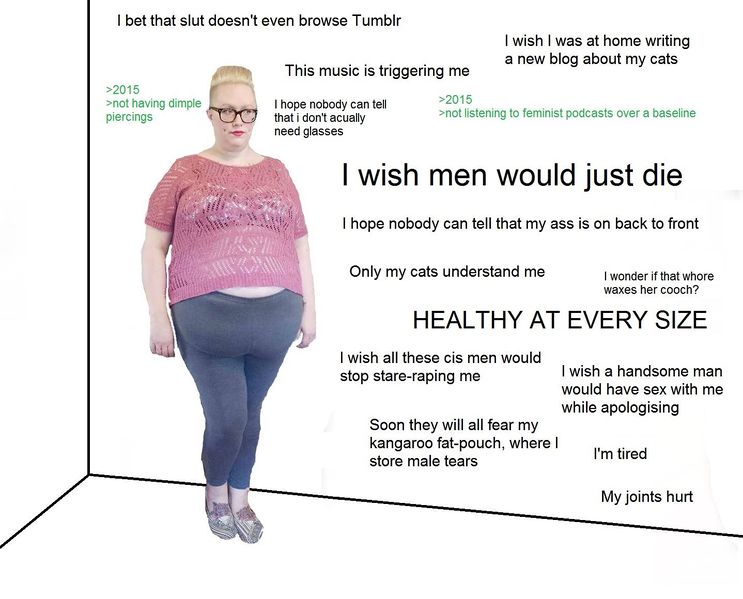 I bet that slut doesn't even browse Tumblr
I wish I was at home writing
a new blog about my cats
This music is triggering me
>2015
>not having dimple
piercings
I hope nobody can tell
that i don't acually
need glasses
>2015
>not listening to feminist podcasts over a baseline
I wish men would just die
I hope nobody can tell that my ass is on back to front
Only my cats understand me
I wonder if that whore
waxes her cooch?
HEALTHY AT EVERY SIZE
I wish all these cis men would
stop stare-raping me
I wish a handsome man
would have sex with me
while apologising
Soon they will all fear my
kangaroo fat-pouch, where I
store male tears
I'm tired
My joints hurt